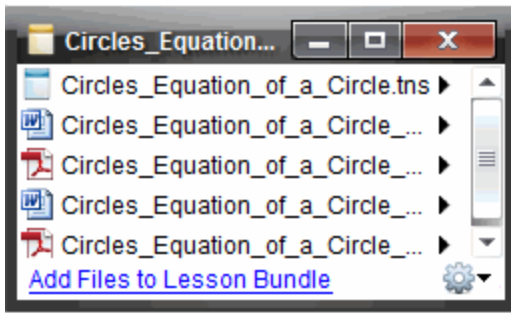 Circles_Equation...
Circles_Equation_of_a_Circle.tns
Circles_Equation_of_a_Circle_...
Circles_Equation_of_a_Circle_...
Circles_Equation_of_a_Circle_...
Circles_Equation_of_a_Circle_...
Add Files to Lesson Bundle